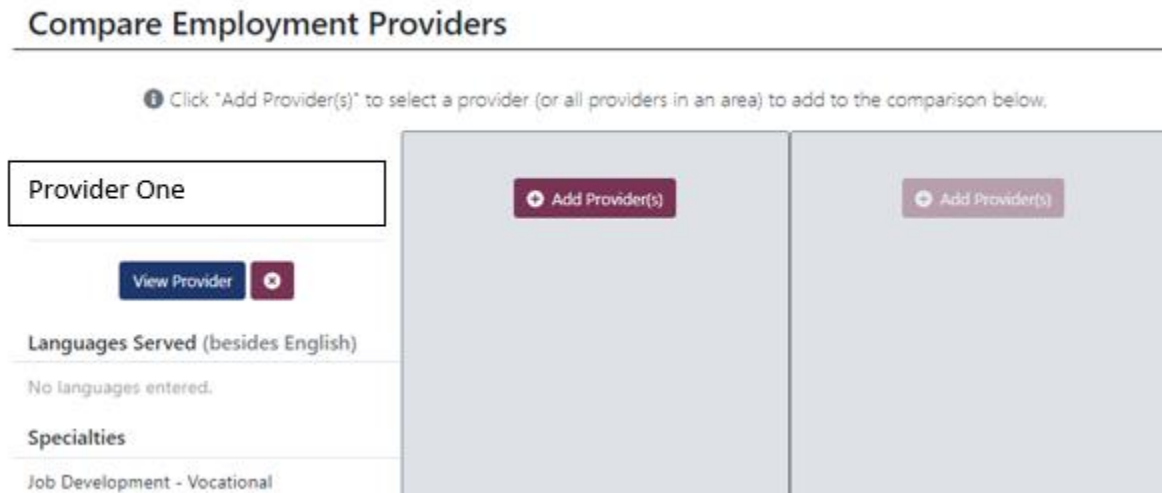 Compare Employment Providers
Click "Add Provider(s)" to select a provider (or all providers in an area) to add to the comparison below.
Provider One
Add Provider(s)
Add Provider(s)
View Provider
Languages Served (besides English)
No languages entered.
Specialties
Job Development - Vocational